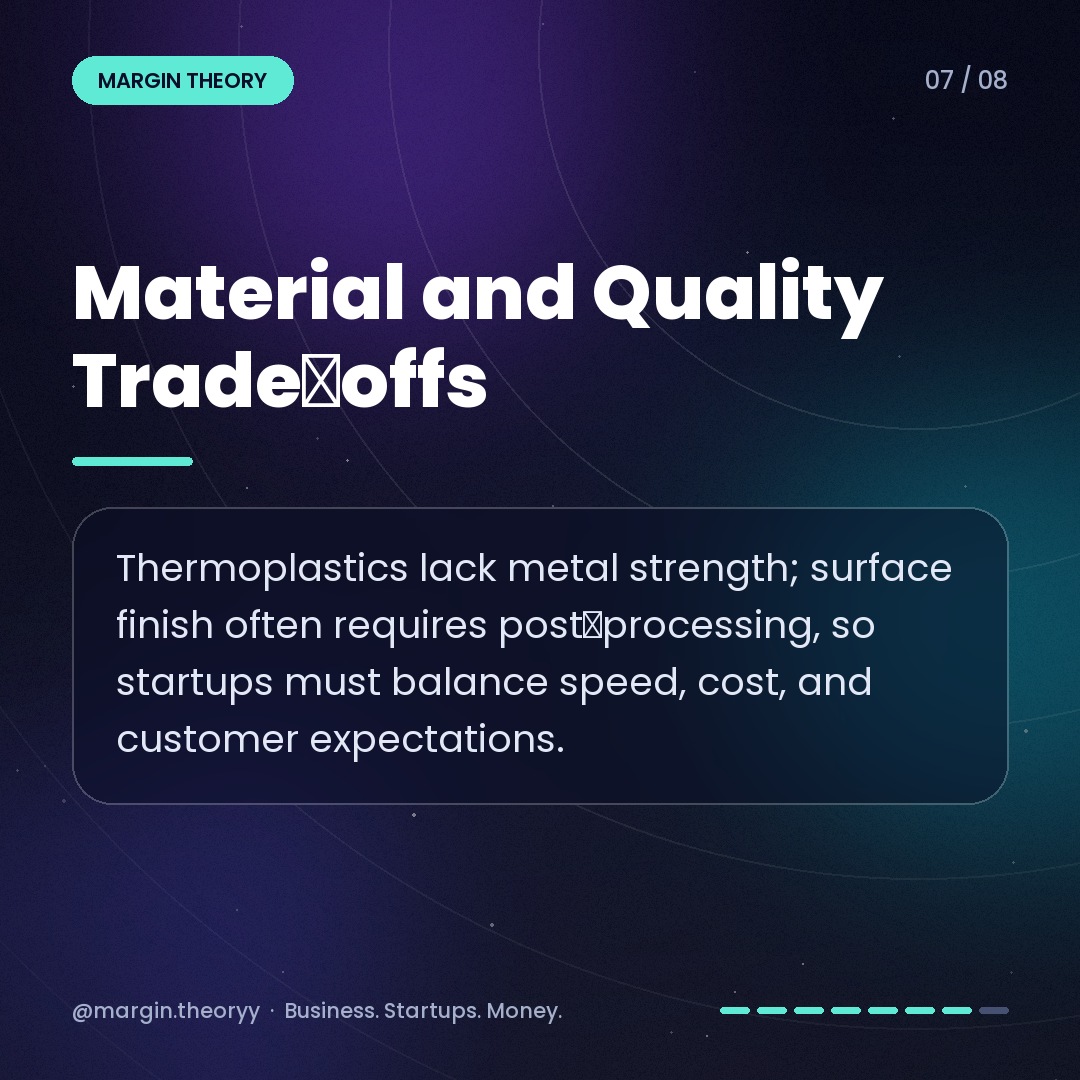 MARGIN THEORY
07 / 08
Material and Quality
Trade☒offs
Thermoplastics lack metal strength; surface
finish often requires post☒processing, so
startups must balance speed, cost, and
customer expectations.
@margin.theoryy · Business. Startups. Money.